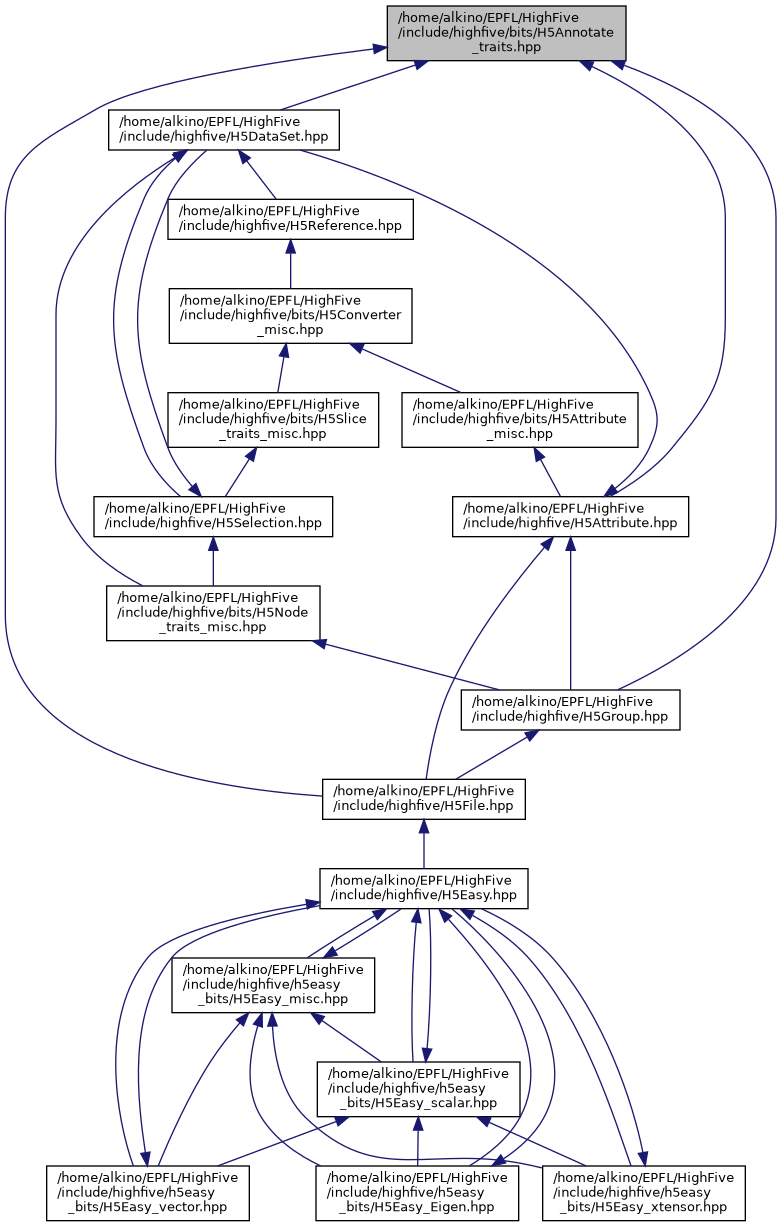 /home/alkino/EPFL/HighFive
/include/highfive/bits/H5Annotate
_traits.hpp
/home/alkino/EPFL/HighFive
/include/highfive/H5DataSet.hpp
/home/alkino/EPFL/HighFive
/include/highfive/H5Reference.hpp
/home/alkino/EPFL/HighFive
/include/highfive/bits/H5Converter
_misc.hpp
/home/alkino/EPFL/HighFive
/include/highfive/bits/H5Slice
_traits_misc.hpp
/home/alkino/EPFL/HighFive
/include/highfive/bits/H5Attribute
_misc.hpp
/home/alkino/EPFL/HighFive
/include/highfive/H5Selection.hpp
/home/alkino/EPFL/HighFive
/include/highfive/H5Attribute.hpp
/home/alkino/EPFL/HighFive
/include/highfive/bits/H5Node
_traits_misc.hpp
/home/alkino/EPFL/HighFive
/include/highfive/H5Group.hpp
/home/alkino/EPFL/HighFive
/include/highfive/H5File.hpp
/home/alkino/EPFL/HighFive
/include/highfive/H5Easy.hpp
/home/alkino/EPFL/HighFive
/include/highfive/h5easy
_bits/H5Easy_misc.hpp
/home/alkino/EPFL/HighFive
/include/highfive/h5easy
_bits/H5Easy_scalar.hpp
/home/alkino/EPFL/HighFive
/include/highfive/h5easy
_bits/H5Easy_vector.hpp
/home/alkino/EPFL/HighFive
/include/highfive/h5easy
_bits/H5Easy_Eigen.hpp
/home/alkino/EPFL/HighFive
/include/highfive/h5easy
_bits/H5Easy_xtensor.hpp